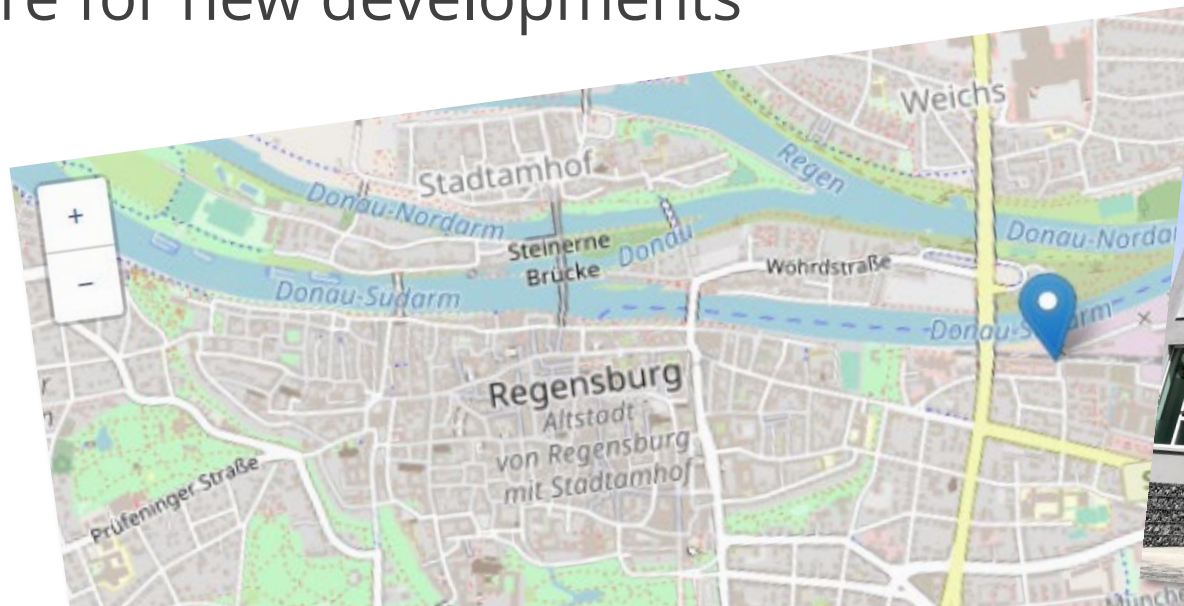 re for new developments
Weichs
Regen
Stadtamhof
Donau-Nordarm
Donau-Nordar
Steinerne
Brücke
Donau
Wöhrdstraße
+
−
Donau-Südarm
Regensburg
Altstadt
von Regensburg
mit Stadtamhof
Prüfeninger Straße